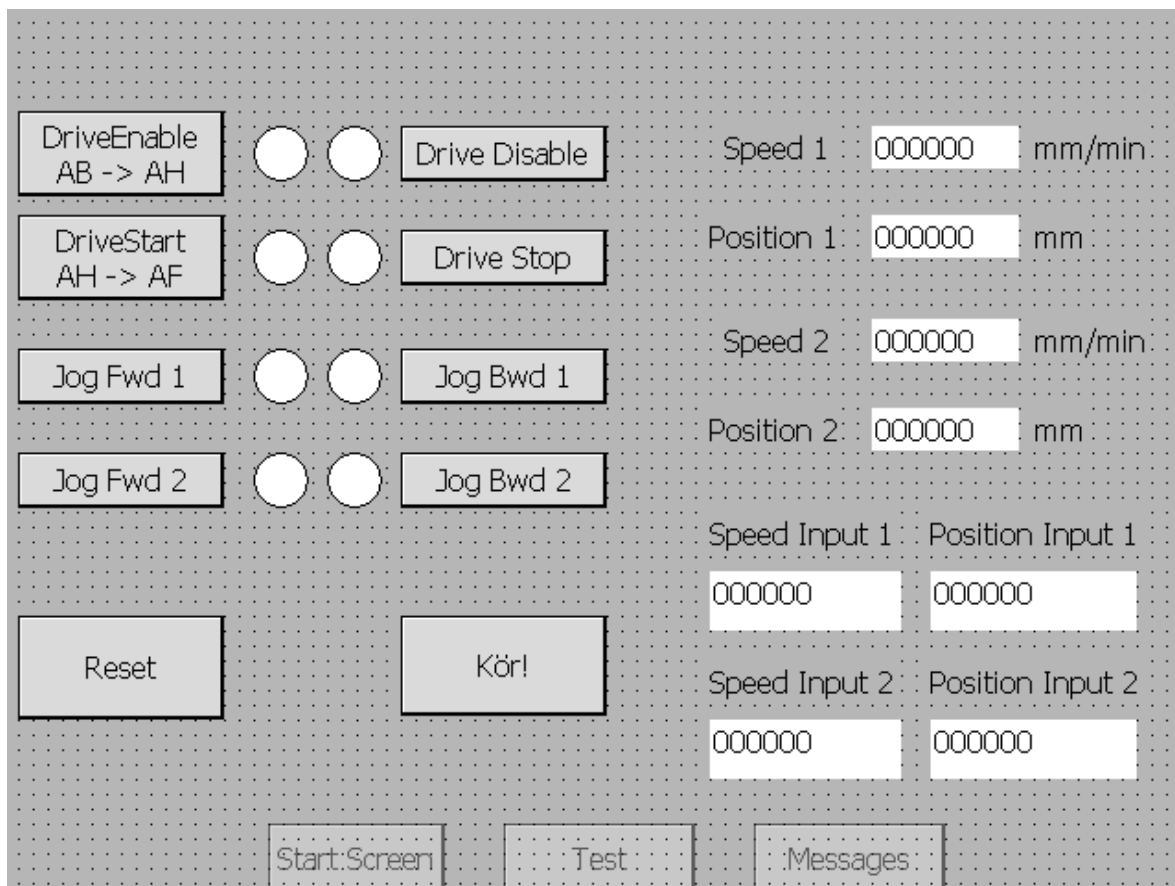 DriveEnable
AB -> AH
Drive Disable
Speed 1 000000 mm/min
DriveStart
AH -> AF
Drive Stop
Position 1 000000 mm
Jog Fwd 1
Jog Bwd 1
Speed 2 000000 mm/min
Jog Fwd 2
Jog Bwd 2
Position 2 000000 mm
Speed Input 1 Position Input 1
000000 000000
Reset
Kör!
Speed Input 2 Position Input 2
000000 000000
Start Screen
Test
Messages